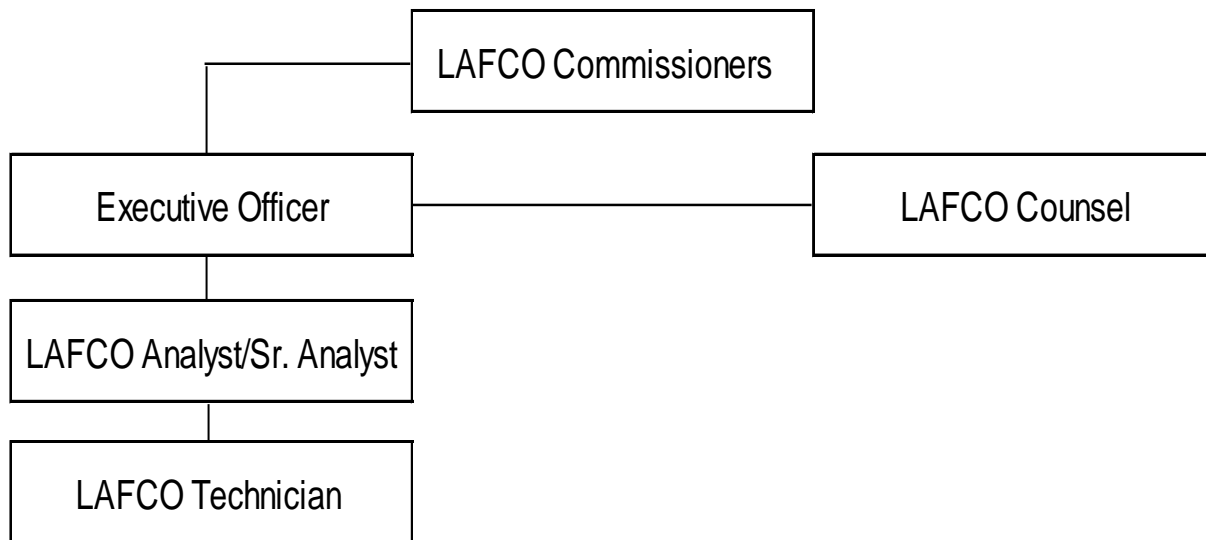 LAFCO Commissioners
Executive Officer
LAFCO Counsel
LAFCO Analyst/Sr. Analyst
LAFCO Technician